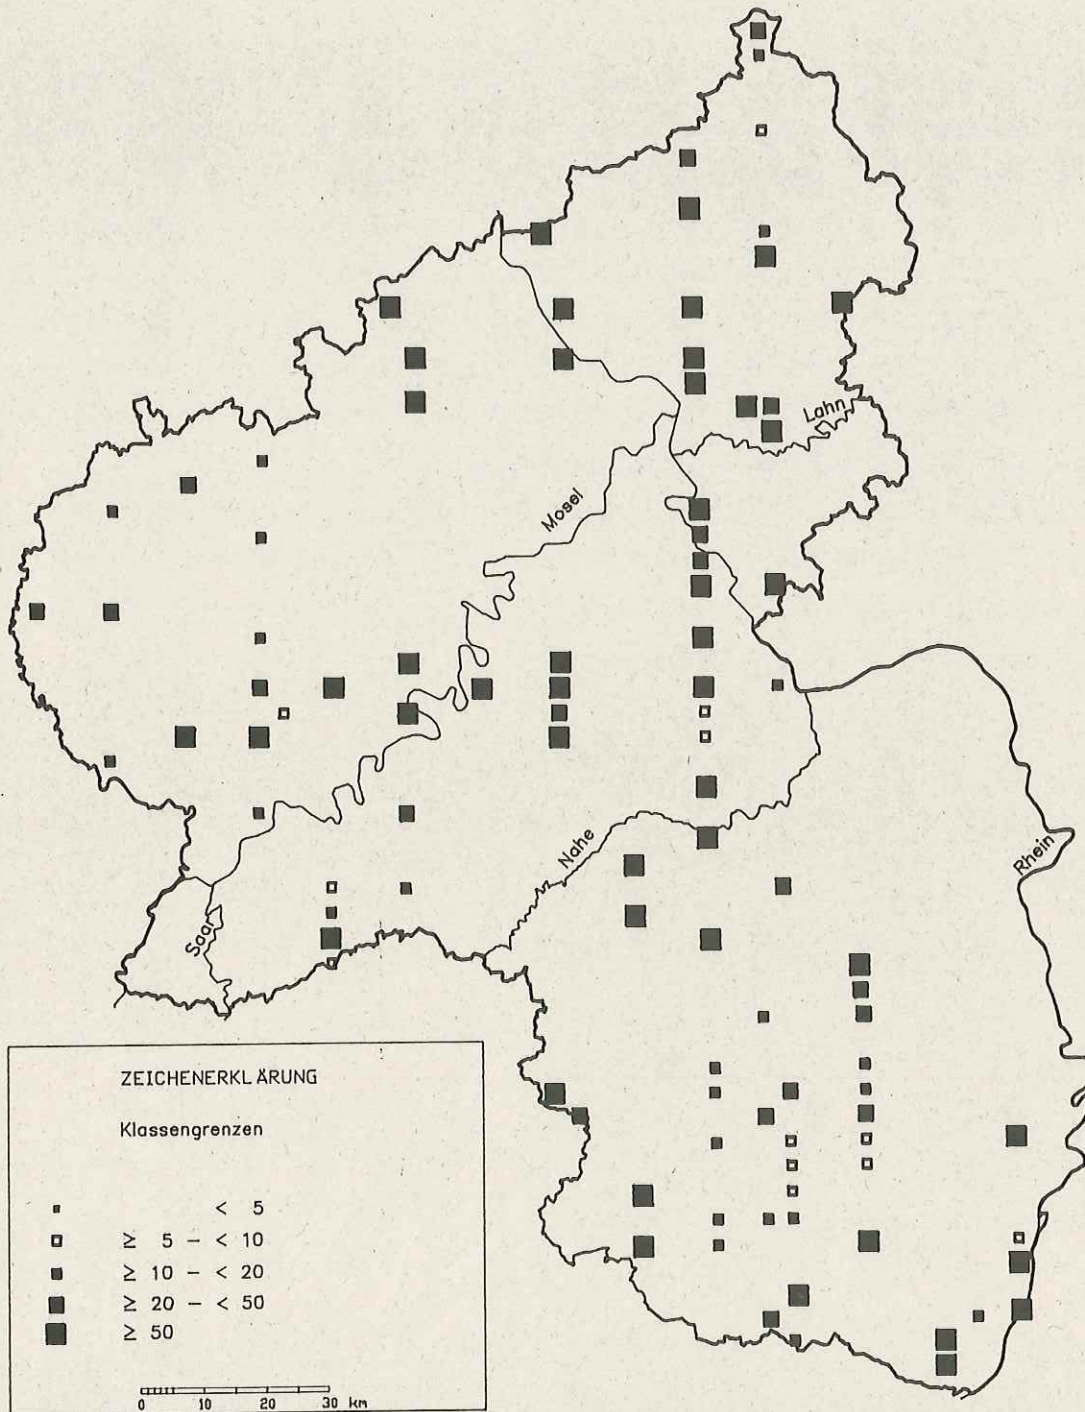 Lahn
Mosel
Nahe
Rhein
Saar
ZEICHENERKLÄRUNG
Klassengrenzen
< 5
≥ 5 – < 10
≥ 10 – < 20
≥ 20 – < 50
≥ 50
0 10 20 30 km